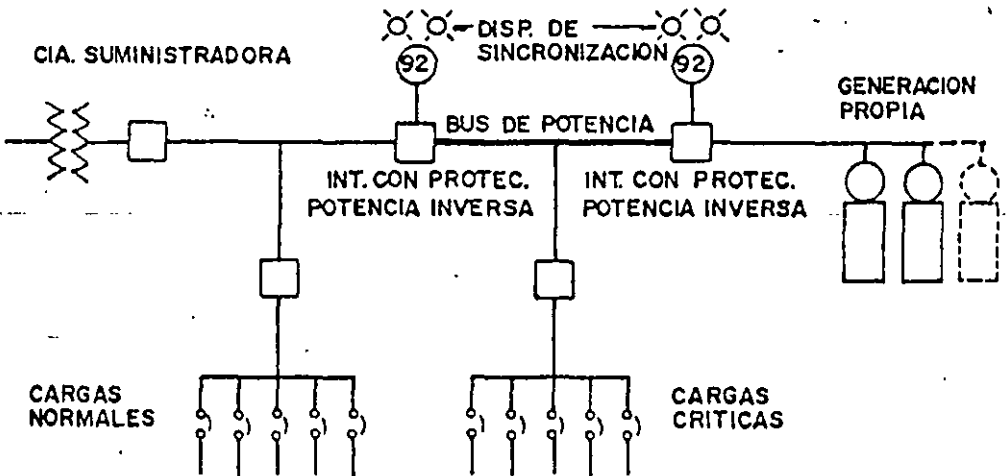 CIA. SUMINISTRADORA
DISP. DE
SINCRONIZACION
92
92
GENERACION
PROPIA
BUS DE POTENCIA
INT. CON PROTEC.
POTENCIA INVERSA
INT. CON PROTEC.
POTENCIA INVERSA
CARGAS
NORMALES
CARGAS
CRITICAS